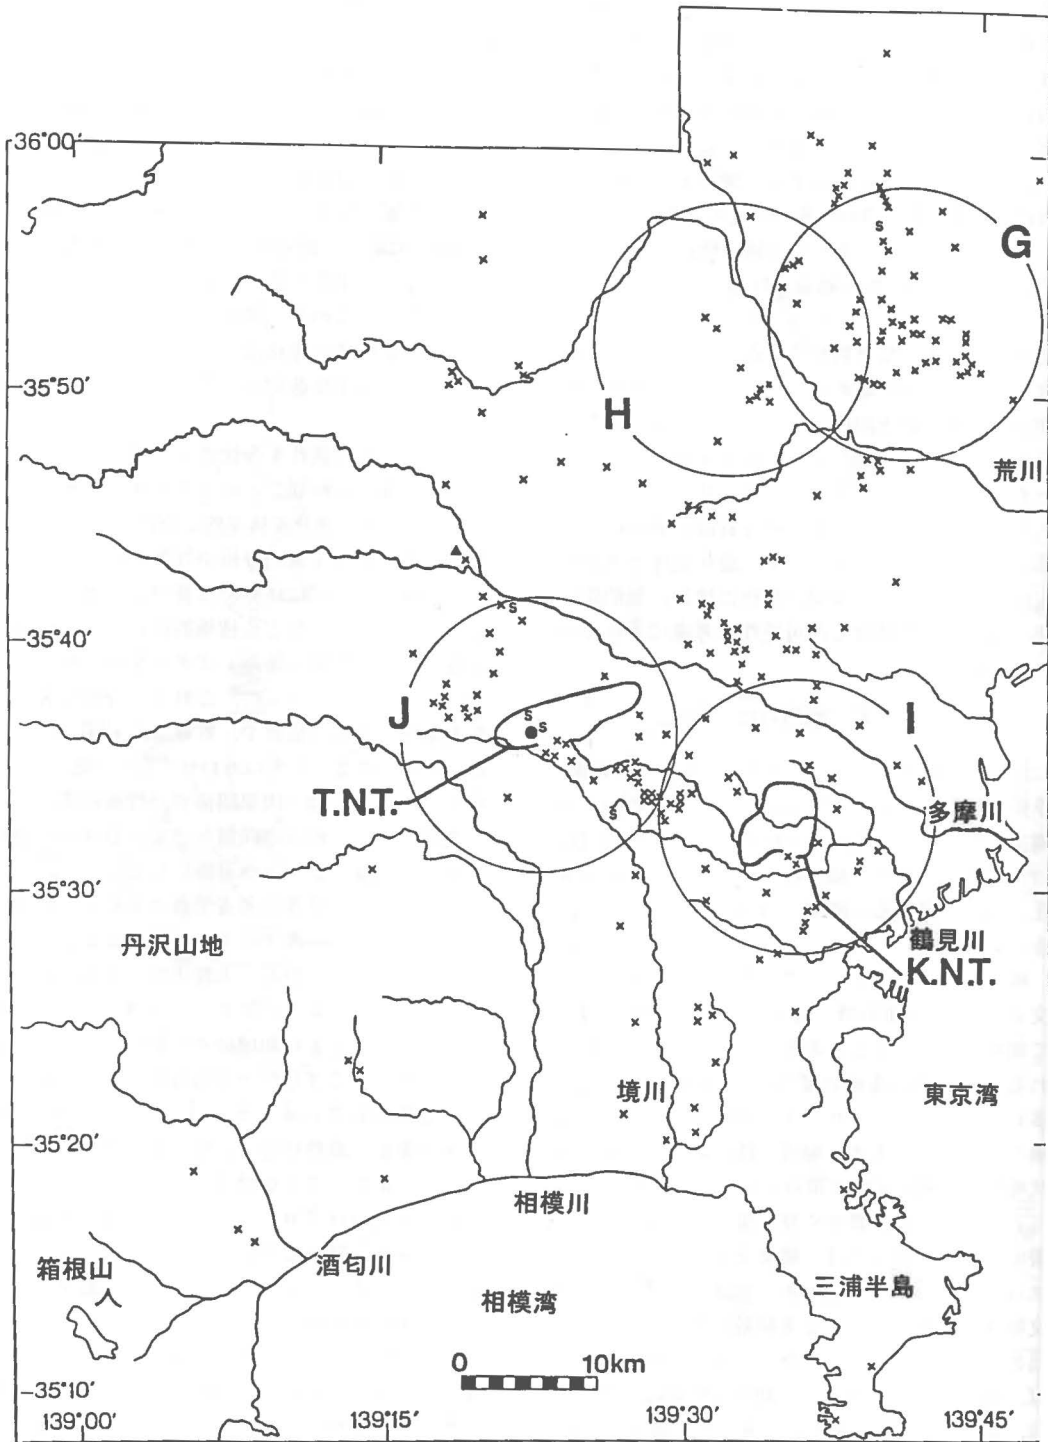 36°00′
G
35°50′
H
荒川
S
35°40′
S
J
S
S
I
T.N.T.
多摩川
S
35°30′
丹沢山地
鶴見川
K.N.T.
境川
東京湾
35°20′
相模川
箱根山
酒匂川
相模湾
三浦半島
0 10km
35°10′
139°00′ 139°15′ 139°30′ 139°45′